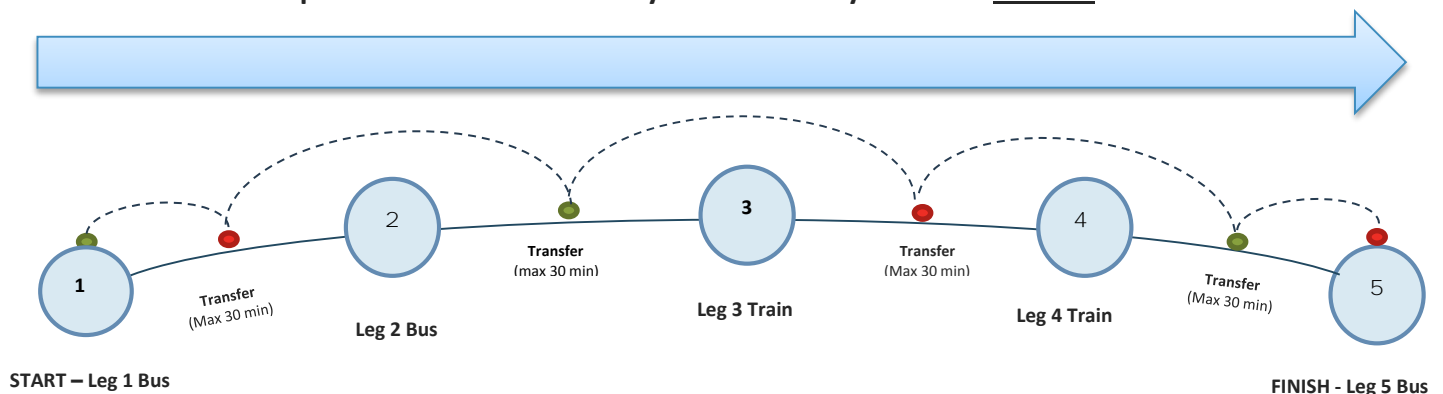 1
2
3
4
5
Transfer
(Max 30 min)
Transfer
(max 30 min)
Transfer
(Max 30 min)
Transfer
(Max 30 min)
START – Leg 1 Bus
Leg 2 Bus
Leg 3 Train
Leg 4 Train
FINISH - Leg 5 Bus